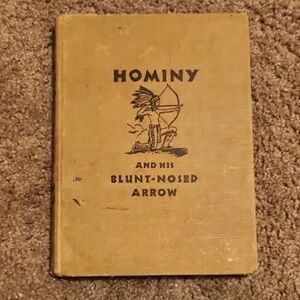 HOMINY
AND HIS
BLUNT-NOSED
ARROW